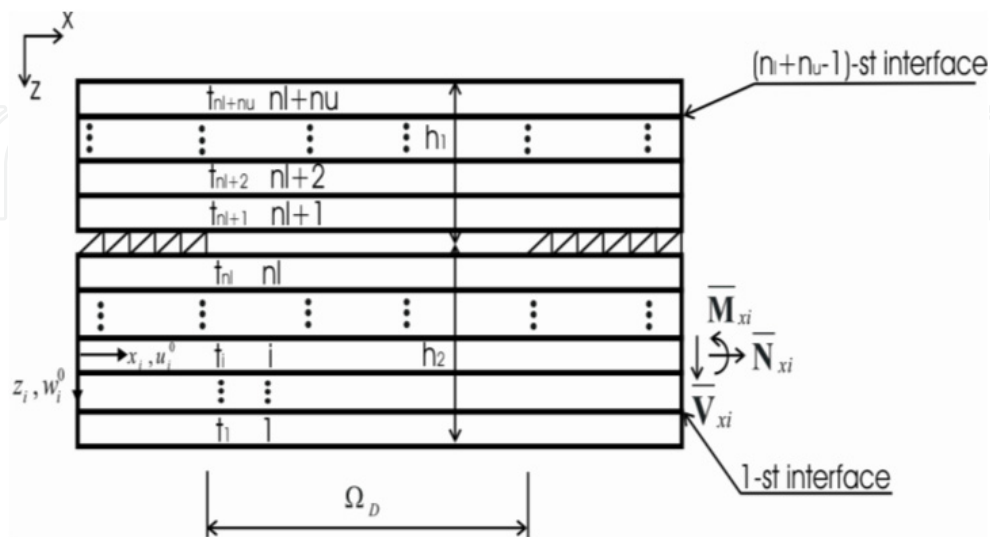 x
z
(nl+nu-1)-st interface
tnl+nu nl+nu
h1
tnl+2 nl+2
tnl+1 nl+1
tnl nl
M̅xi
xi, ui0 ti i h2
N̅xi
zi, wi0
V̅xi
t1 1
1-st interface
ΩD